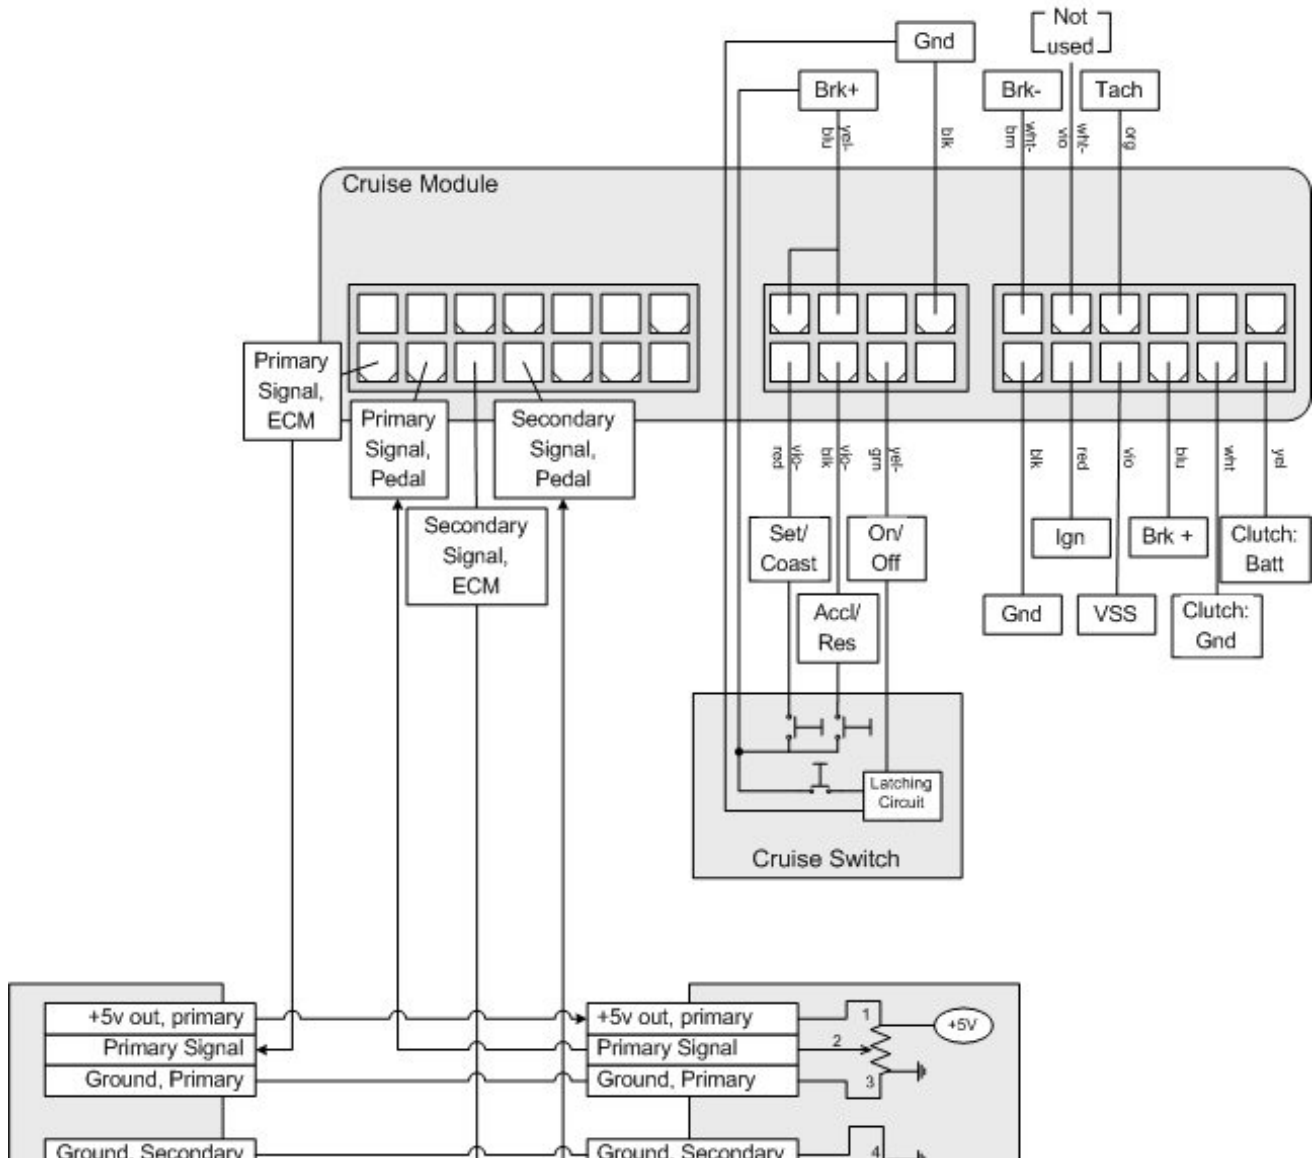 Not
used
Gnd
Brk+
Brk-
Tach
yel-
blu
blk
wht-
brn
wht-
vio
org
Cruise Module
Primary
Signal,
ECM
Primary
Signal,
Pedal
Secondary
Signal,
Pedal
Secondary
Signal,
ECM
vio-
red
vio-
blk
yel-
grn
blk
red
vio
blu
wht
yel
Set/
Coast
On/
Off
Accl/
Res
Ign
Brk +
Clutch:
Batt
Gnd
VSS
Clutch:
Gnd
Latching
Circuit
Cruise Switch
+5v out, primary
Primary Signal
Ground, Primary
Ground, Secondary
+5v out, primary
Primary Signal
Ground, Primary
Ground, Secondary
1
2
3
4
+5V